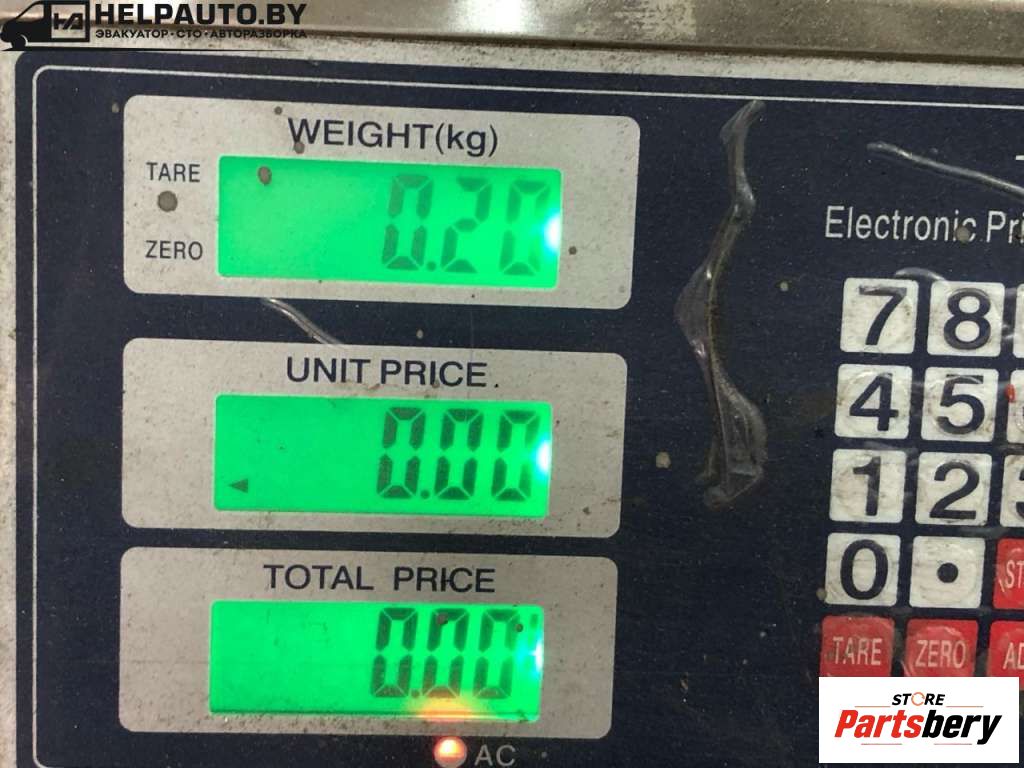 HELPAUTO.BY
ЭВАКУАТОР·СТО·АВТОРАЗБОРКА
WEIGHT(kg)
TARE
0.20
ZERO
Electronic
7 8
UNIT PRICE
4 5
0.00
1 2
0 .
TOTAL PRICE
0.00
TARE ZERO
AC
STORE
Partsbery